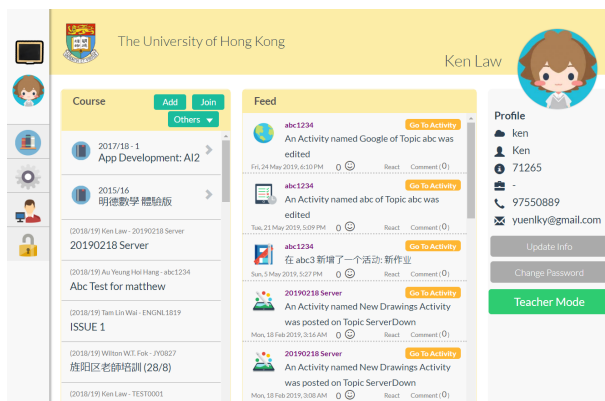 The University of Hong Kong
Ken Law
Course
Add
Join
Others
2017/18 - 1
App Development: AI2
2015/16
明德數學 體驗版
(2018/19) Ken Law - 20190218 Server
20190218 Server
(2018/19) Au Yeung Hoi Hang - abc1234
Abc Test for matthew
(2018/19) Tam Lin Wai - ENGNL1819
ISSUE 1
(2018/19) Wilton W.T. Fok - JY0827
旌阳区老師培訓 (28/8)
(2018/19) Ken Law - TEST0001
Feed
abc1234
Go To Activity
An Activity named Google of Topic abc was
edited
Fri, 24 May 2019, 6:10 PM 0 React Comment (0)
abc1234
Go To Activity
An Activity named abc of Topic abc was
edited
Tue, 21 May 2019, 5:09 PM 0 React Comment (0)
abc1234
Go To Activity
在 abc3 新增了一个活动: 新作业
Sun, 5 May 2019, 5:27 PM 0 React Comment (0)
20190218 Server
Go To Activity
An Activity named New Drawings Activity
was posted on Topic ServerDown
Mon, 18 Feb 2019, 3:16 AM 0 React Comment (0)
20190218 Server
Go To Activity
An Activity named New Drawings Activity
was posted on Topic ServerDown
Mon, 18 Feb 2019, 3:08 AM 0 React Comment (0)
Profile
ken
Ken
71265
-
97550889
yuenlky@gmail.com
Update Info
Change Password
Teacher Mode